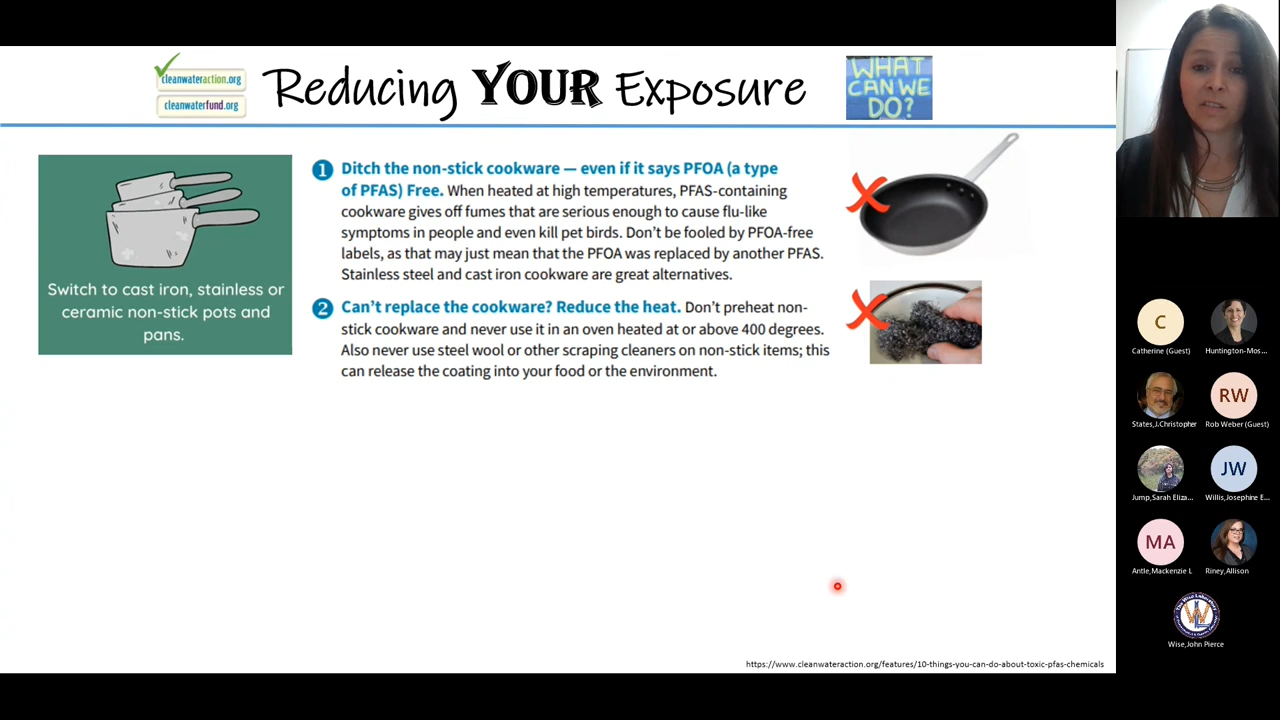 cleanwateraction.org
cleanwaterfund.org
Reducing YOUR Exposure
WHAT
CAN WE
DO?
Switch to cast iron, stainless or
ceramic non-stick pots and
pans.
1 Ditch the non-stick cookware — even if it says PFOA (a type
of PFAS) Free. When heated at high temperatures, PFAS-containing
cookware gives off fumes that are serious enough to cause flu-like
symptoms in people and even kill pet birds. Don't be fooled by PFOA-free
labels, as that may just mean that the PFOA was replaced by another PFAS.
Stainless steel and cast iron cookware are great alternatives.
2 Can't replace the cookware? Reduce the heat. Don't preheat non-
stick cookware and never use it in an oven heated at or above 400 degrees.
Also never use steel wool or other scraping cleaners on non-stick items; this
can release the coating into your food or the environment.
https://www.cleanwateraction.org/features/10-things-you-can-do-about-toxic-pfas-chemicals
C
Catherine (Guest)
Huntington-Mos...
States,J.Christopher
RW
Rob Weber (Guest)
Jump,Sarah Eliza...
JW
Willis,Josephine E...
MA
Antle,Mackenzie L
Riney,Allison
Wise,John Pierce